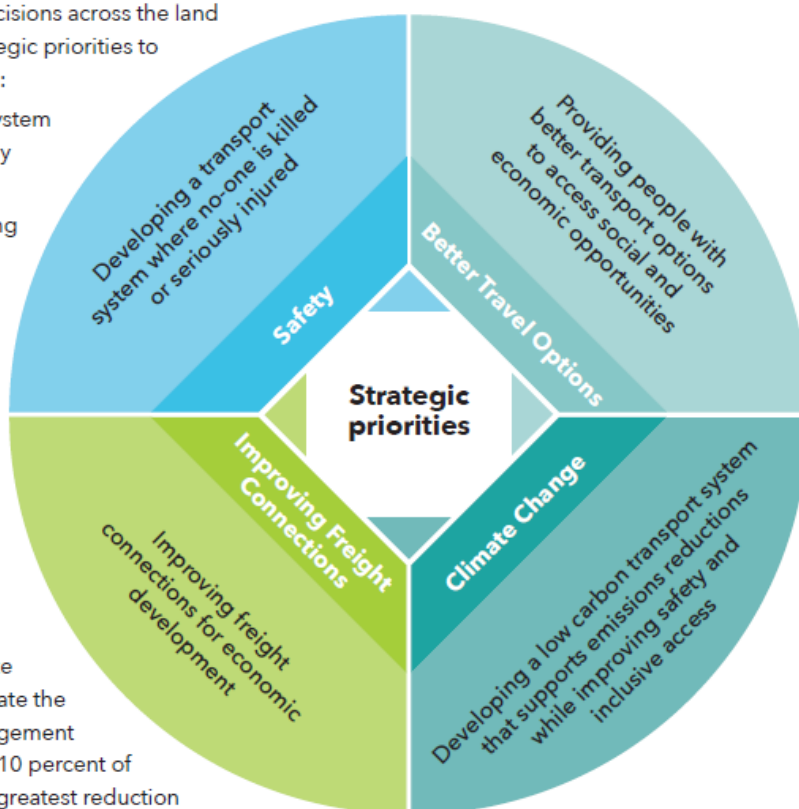 cisions across the land
egic priorities to
:
ystem
y
ng
e
ate the
gement
10 percent of
greatest reduction
Developing a transport
system where no-one is killed
or seriously injured
Safety
Providing people with
better transport options
to access social and
economic opportunities
Better Travel Options
Strategic
priorities
Improving Freight
Connections
Improving freight
connections for economic
development
Climate Change
Developing a low carbon transport system
that supports emissions reductions
while improving safety and
inclusive access